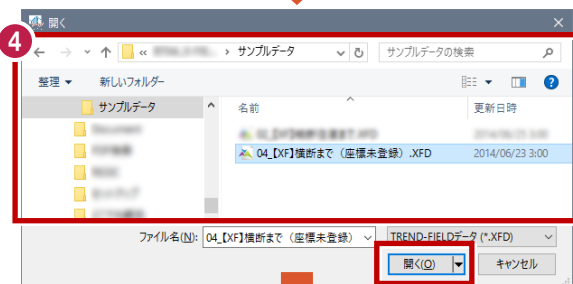 開く
4
« サンプルデータ サンプルデータの検索
整理 新しいフォルダー
サンプルデータ
名前 更新日時
04_【XF】横断まで（座標未登録）.XFD 2014/06/23 3:00
ファイル名(N): 04_【XF】横断まで（座標未登録） TREND-FIELDデータ (*.XFD)
開く(O) キャンセル